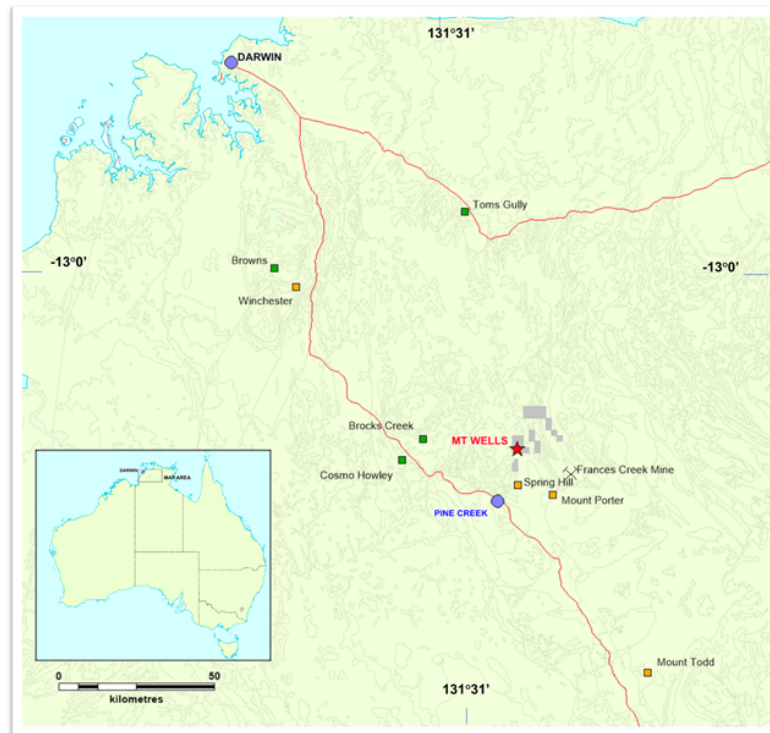 131°31'
DARWIN
Toms Gully
-13°0'
Browns
-13°0'
Winchester
Brocks Creek
MT WELLS
Cosmo Howley
Frances Creek Mine
Spring Hill
Mount Porter
PINE CREEK
DARWIN
MAP AREA
Mount Todd
0
50
kilometres
131°31'